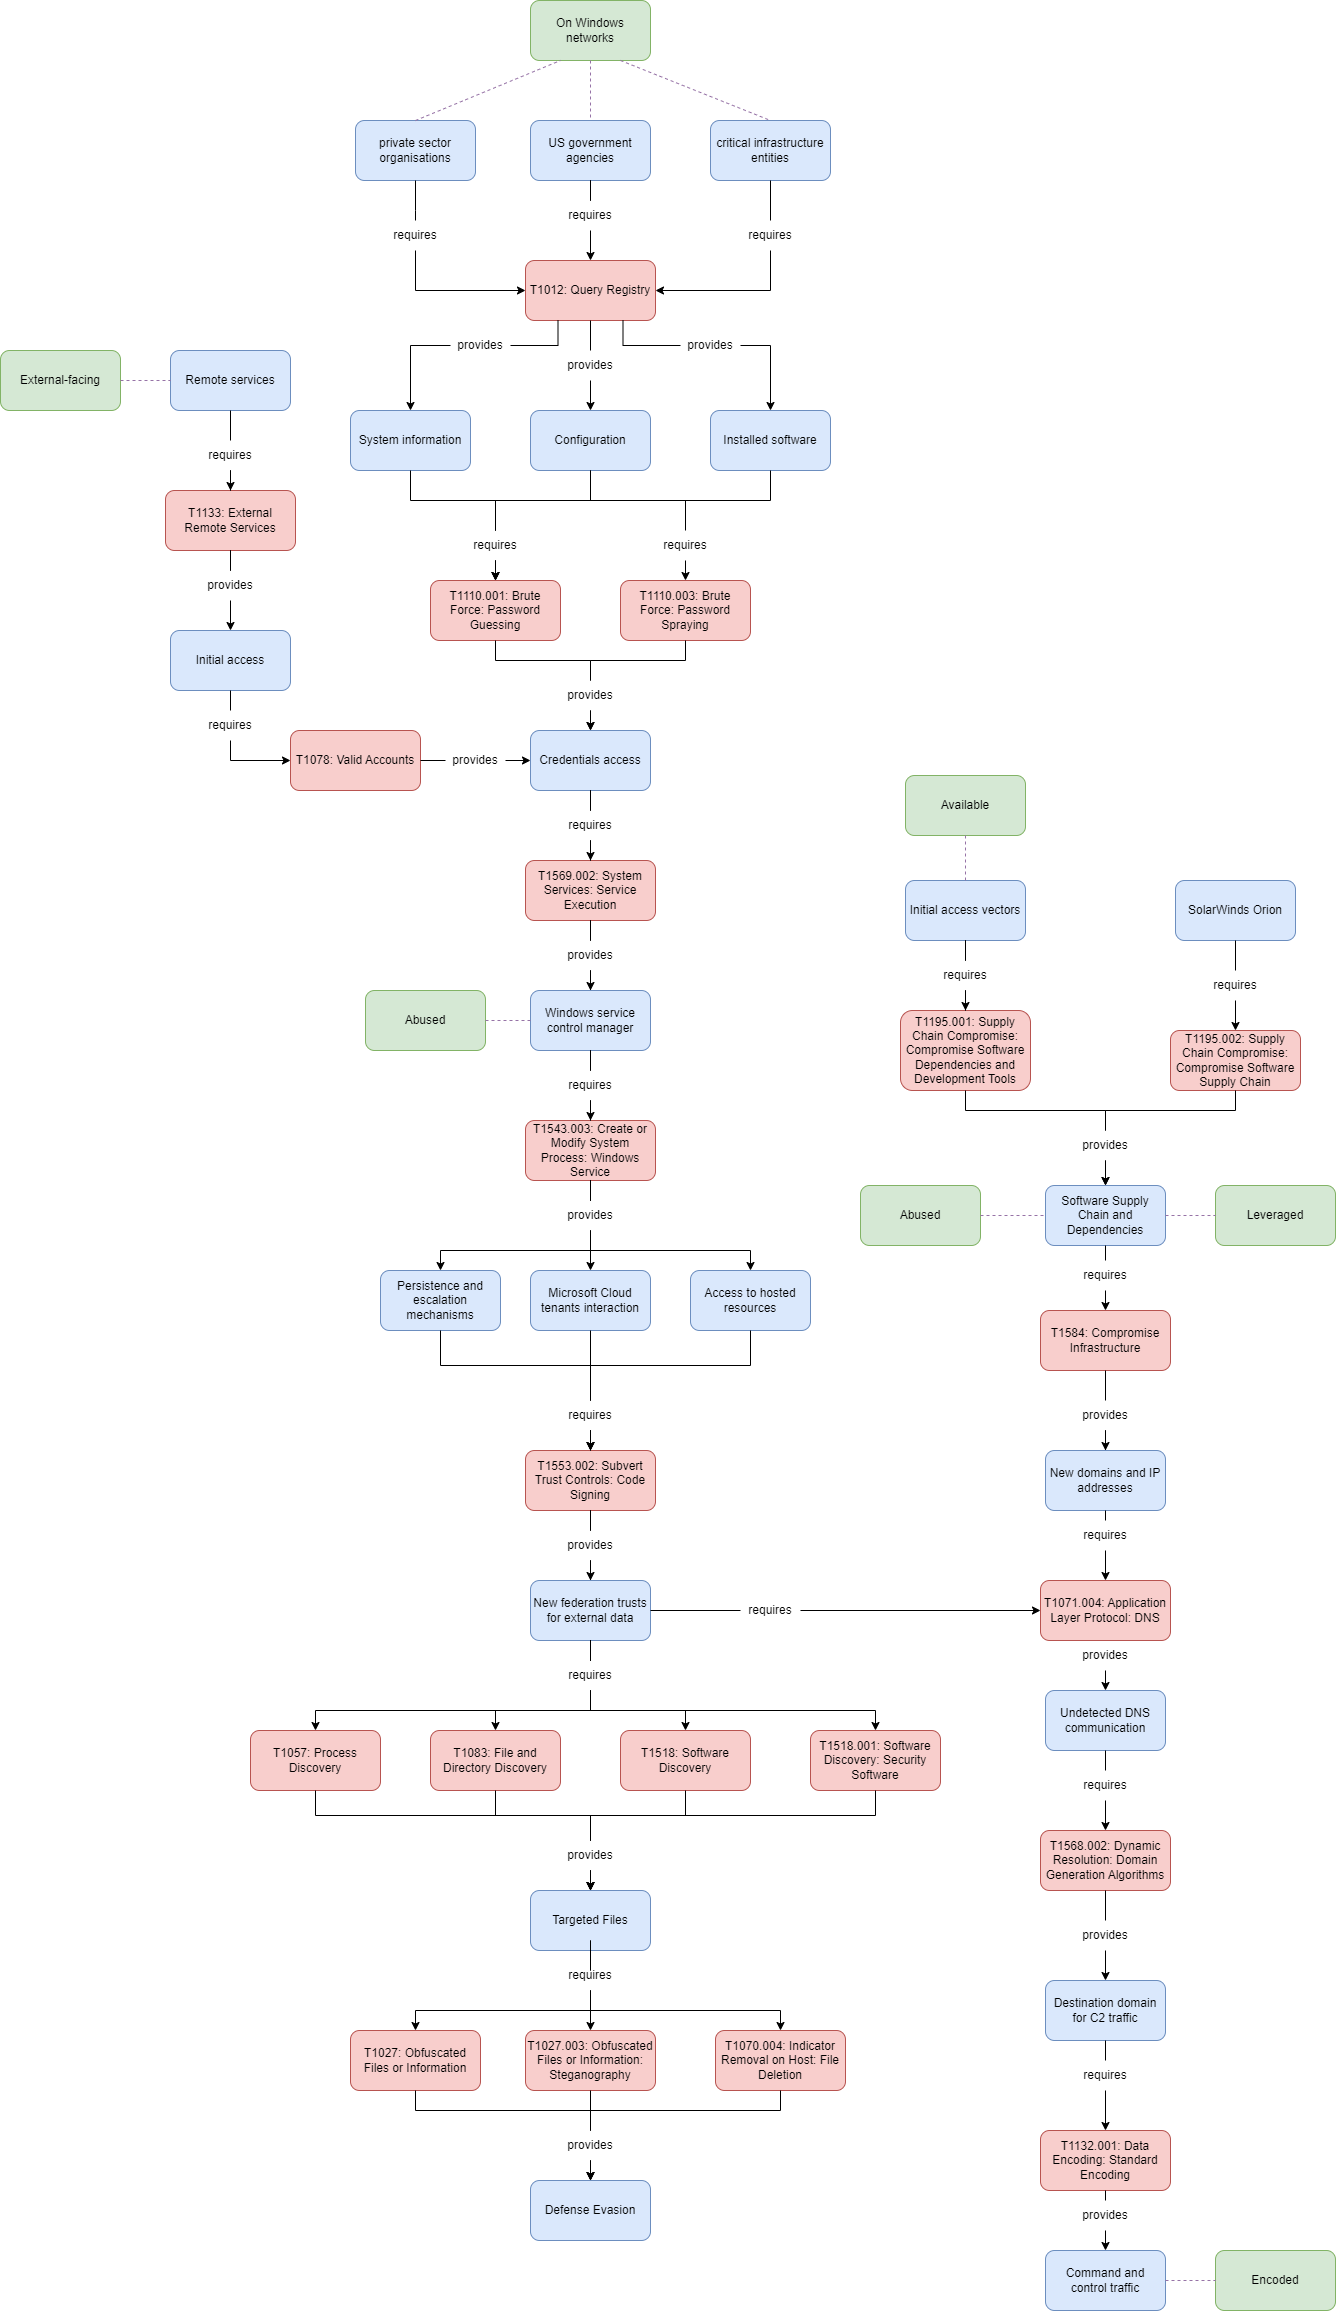 On Windows
networks
private sector
organisations
US government
agencies
critical infrastructure
entities
requires
requires
requires
T1012: Query Registry
provides
provides
provides
External-facing
Remote services
System information
Configuration
Installed software
requires
T1133: External
Remote Services
requires
requires
provides
T1110.001: Brute
Force: Password
Guessing
T1110.003: Brute
Force: Password
Spraying
Initial access
provides
requires
T1078: Valid Accounts
provides
Credentials access
Available
requires
T1569.002: System
Services: Service
Execution
Initial access vectors
SolarWinds Orion
provides
requires
requires
Abused
Windows service
control manager
T1195.001: Supply
Chain Compromise:
Compromise Software
Dependencies and
Development Tools
T1195.002: Supply
Chain Compromise:
Compromise Software
Supply Chain
requires
T1543.003: Create or
Modify System
Process: Windows
Service
provides
provides
Abused
Software Supply
Chain and
Dependencies
Leveraged
requires
Persistence and
escalation
mechanisms
Microsoft Cloud
tenants interaction
Access to hosted
resources
T1584: Compromise
Infrastructure
requires
provides
T1553.002: Subvert
Trust Controls: Code
Signing
New domains and IP
addresses
provides
requires
New federation trusts
for external data
requires
T1071.004: Application
Layer Protocol: DNS
provides
requires
Undetected DNS
communication
T1057: Process
Discovery
T1083: File and
Directory Discovery
T1518: Software
Discovery
T1518.001: Software
Discovery: Security
Software
requires
provides
T1568.002: Dynamic
Resolution: Domain
Generation Algorithms
Targeted Files
provides
requires
Destination domain
for C2 traffic
T1027: Obfuscated
Files or Information
T1027.003: Obfuscated
Files or Information:
Steganography
T1070.004: Indicator
Removal on Host: File
Deletion
requires
provides
T1132.001: Data
Encoding: Standard
Encoding
Defense Evasion
provides
Command and
control traffic
Encoded